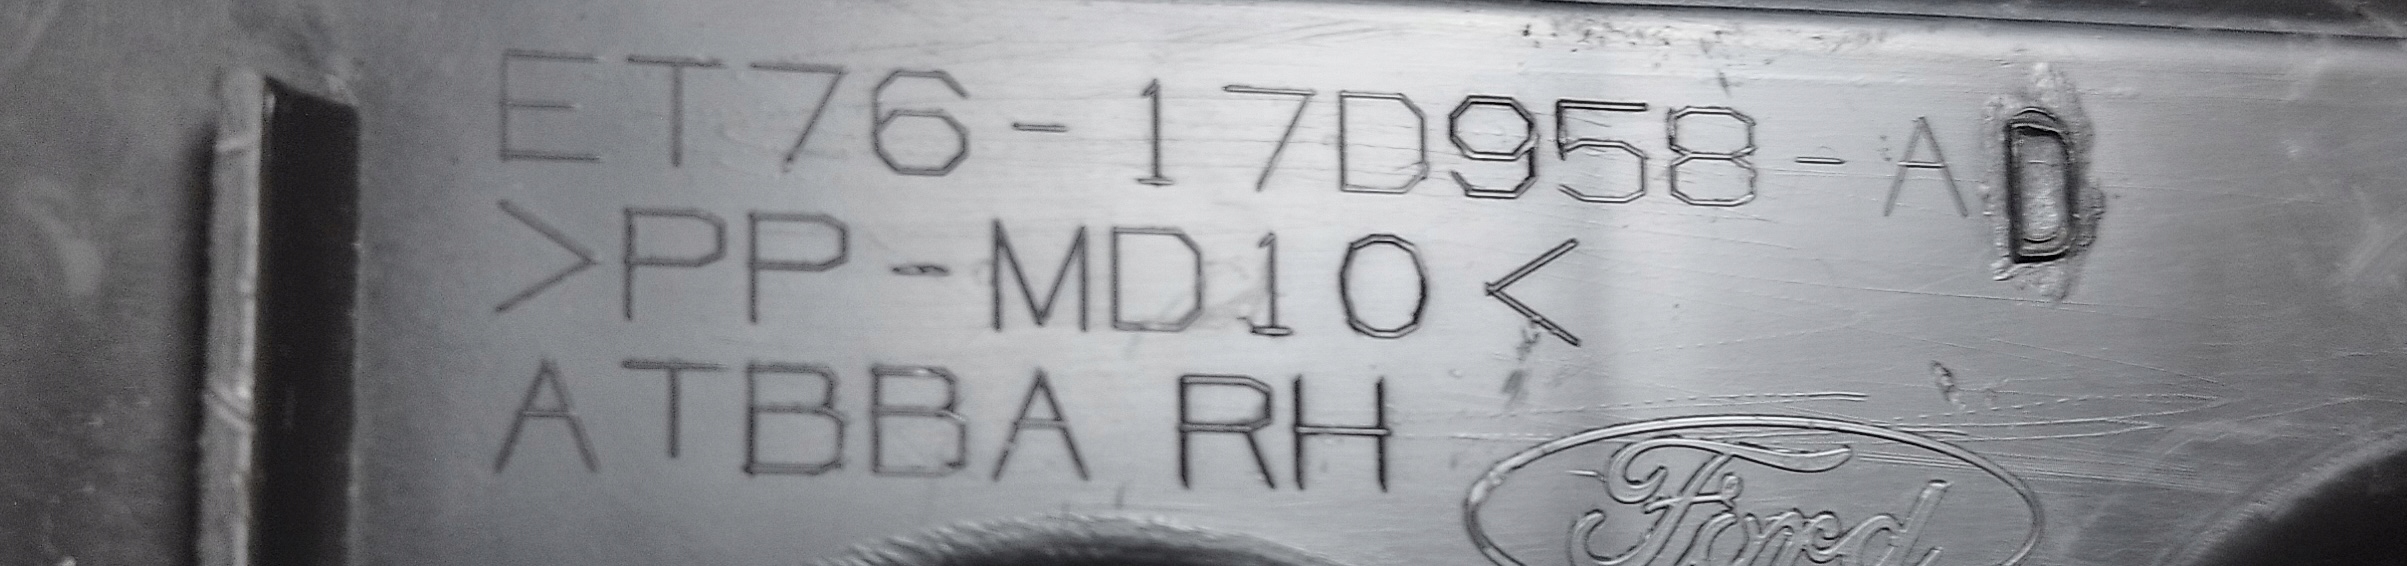 ET76-17D958-AD
>PP-MD10<
ATBBA RH
Ford